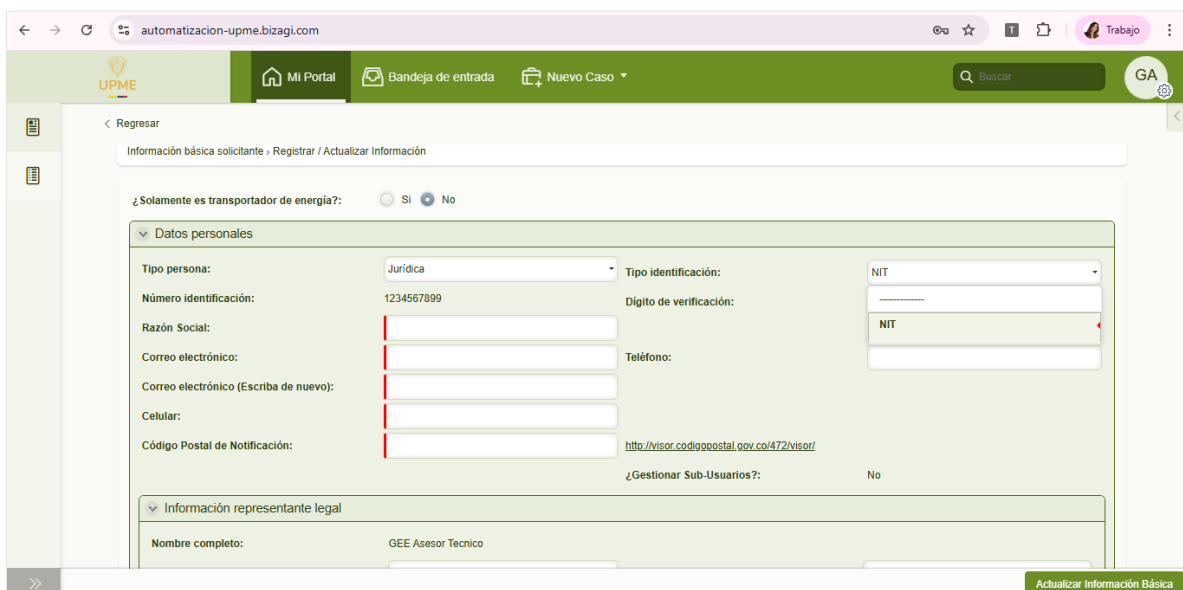 automatizacion-upme.bizagi.com
T
Trabajo
UPME
Mi Portal
Bandeja de entrada
Nuevo Caso
Buscar
GA
Regresar
Información básica solicitante › Registrar / Actualizar Información
¿Solamente es transportador de energía?: Si No
Datos personales
Tipo persona: Jurídica Tipo identificación: NIT
Número identificación: 1234567899 Dígito de verificación: -------------
Razón Social: NIT
Correo electrónico: Teléfono:
Correo electrónico (Escriba de nuevo):
Celular:
Código Postal de Notificación: http://visor.codigopostal.gov.co/472/visor/
¿Gestionar Sub-Usuarios?: No
Información representante legal
Nombre completo: GEE Asesor Tecnico
Actualizar Información Básica